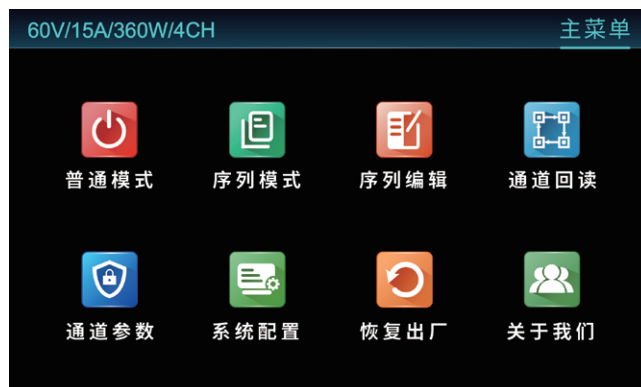 60V/15A/360W/4CH 主菜单
普通模式 序列模式 序列编辑 通道回读
通道参数 系统配置 恢复出厂 关于我们